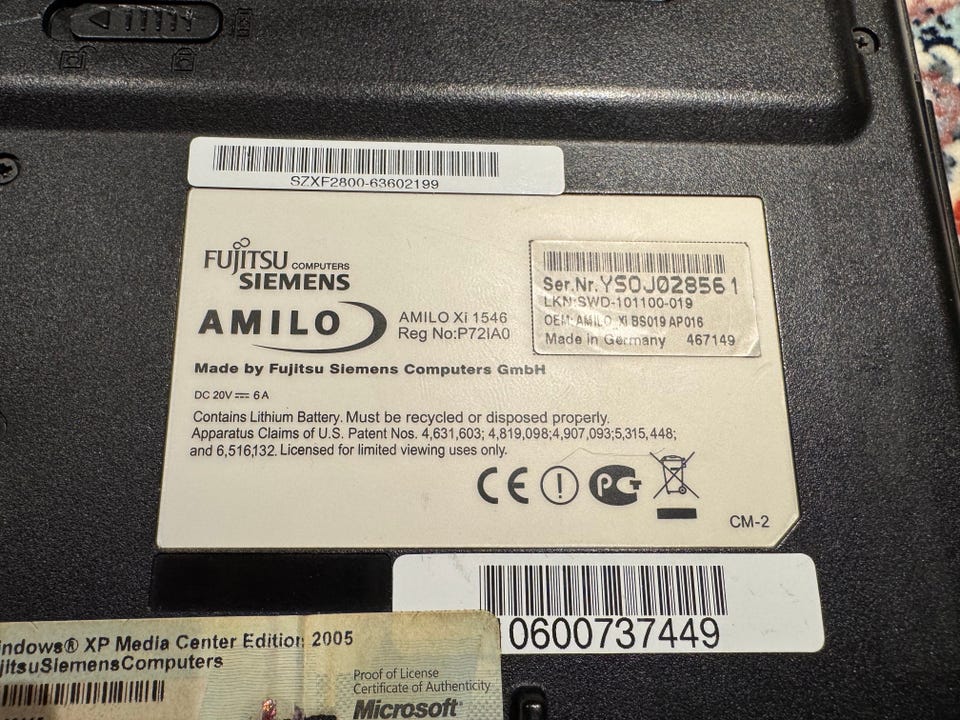 SZXF2800-63602199
FUJITSU COMPUTERS
SIEMENS
AMILO
AMILO Xi 1546
Reg No:P72IA0
Ser.Nr.YSOJ028561
LKN:SWD-101100-019
OEM: AMILO Xi BS019 AP016
Made in Germany 467149
Made by Fujitsu Siemens Computers GmbH
DC 20V⎓ 6A
Contains Lithium Battery. Must be recycled or disposed properly.
Apparatus Claims of U.S. Patent Nos. 4,631,603; 4,819,098;4,907,093;5,315,448;
and 6,516,132. Licensed for limited viewing uses only.
CE
PG
CM-2
0600737449
indows® XP Media Center Edition 2005
jitsuSiemensComputers
Proof of License
Certificate of Authenticity
Microsoft®